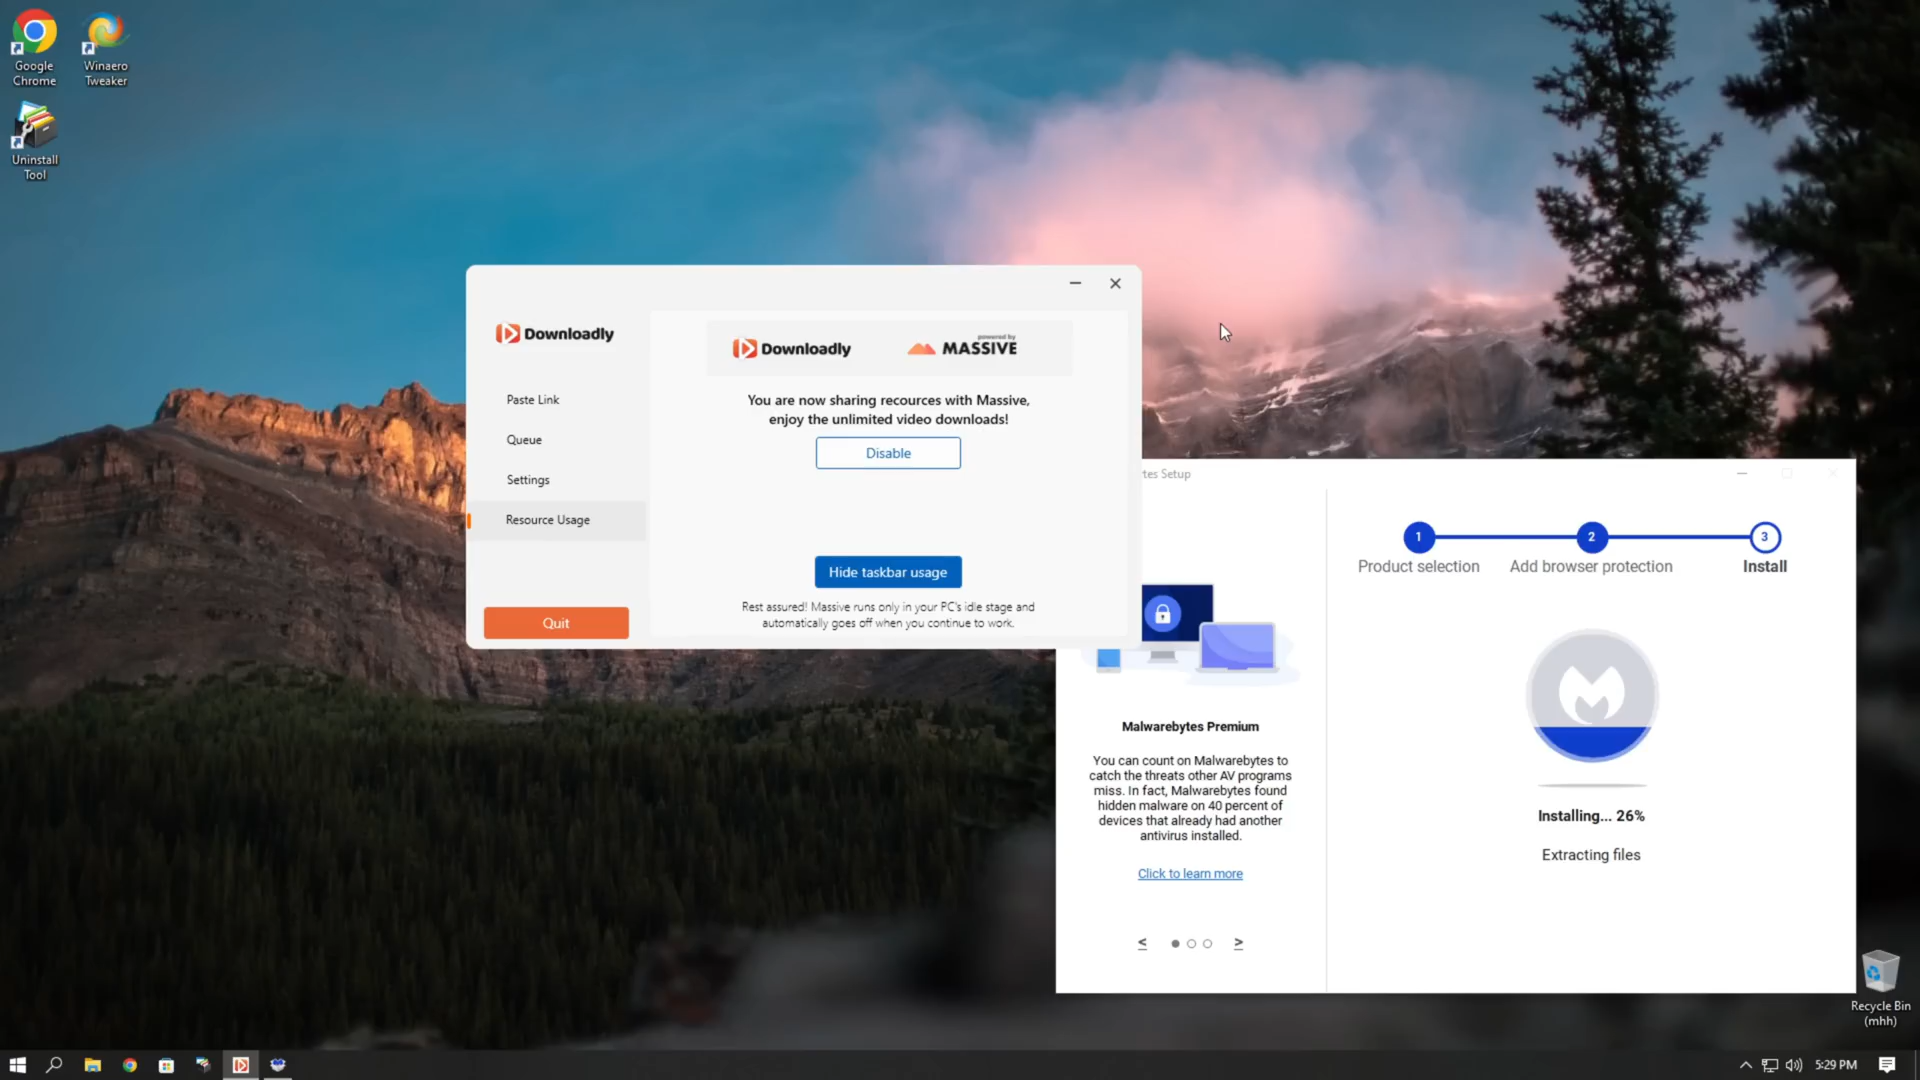 Google
Chrome
Winaero
Tweaker
Uninstall
Tool
Downloadly
Paste Link
Queue
Settings
Resource Usage
Quit
Downloadly
powered by
MASSIVE
You are now sharing recources with Massive,
enjoy the unlimited video downloads!
Disable
Hide taskbar usage
Rest assured! Massive runs only in your PC's idle stage and
automatically goes off when you continue to work.
tes Setup
1
2
3
Product selection
Add browser protection
Install
Malwarebytes Premium
You can count on Malwarebytes to
catch the threats other AV programs
miss. In fact, Malwarebytes found
hidden malware on 40 percent of
devices that already had another
antivirus installed.
Click to learn more
< >
Installing... 26%
Extracting files
Recycle Bin
(mhh)
5:29 PM